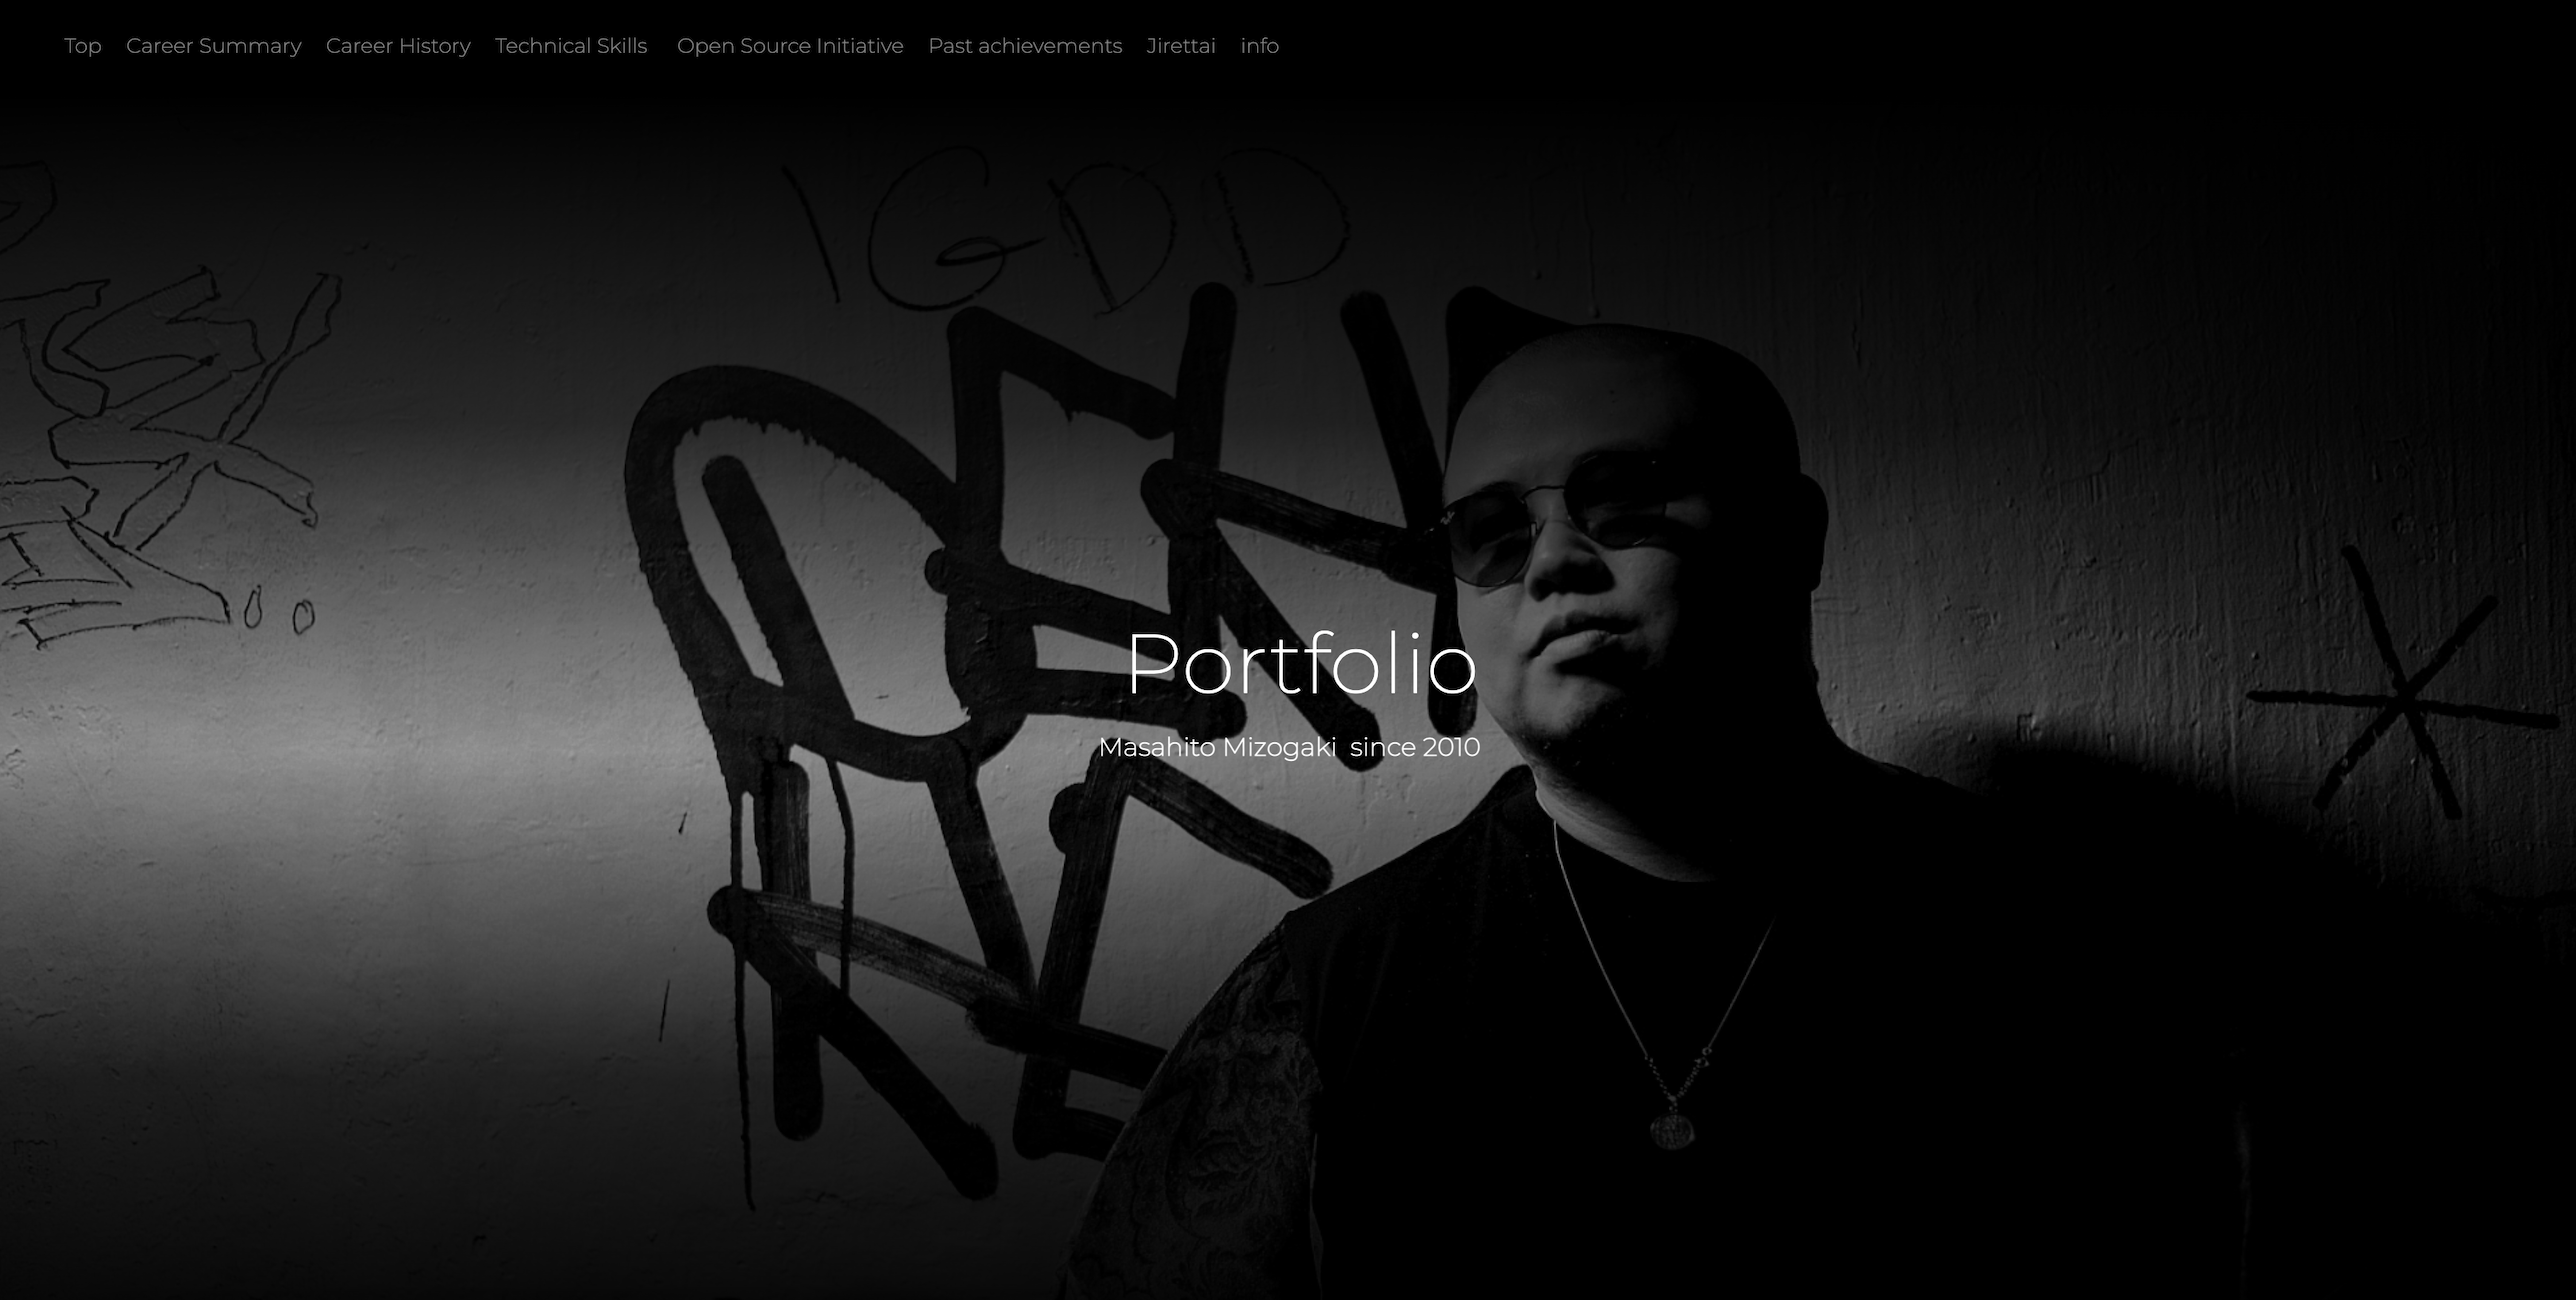 Top Career Summary Career History Technical Skills Open Source Initiative Past achievements Jirettai info
IGDD
Portfolio
Masahito Mizogaki since 2010